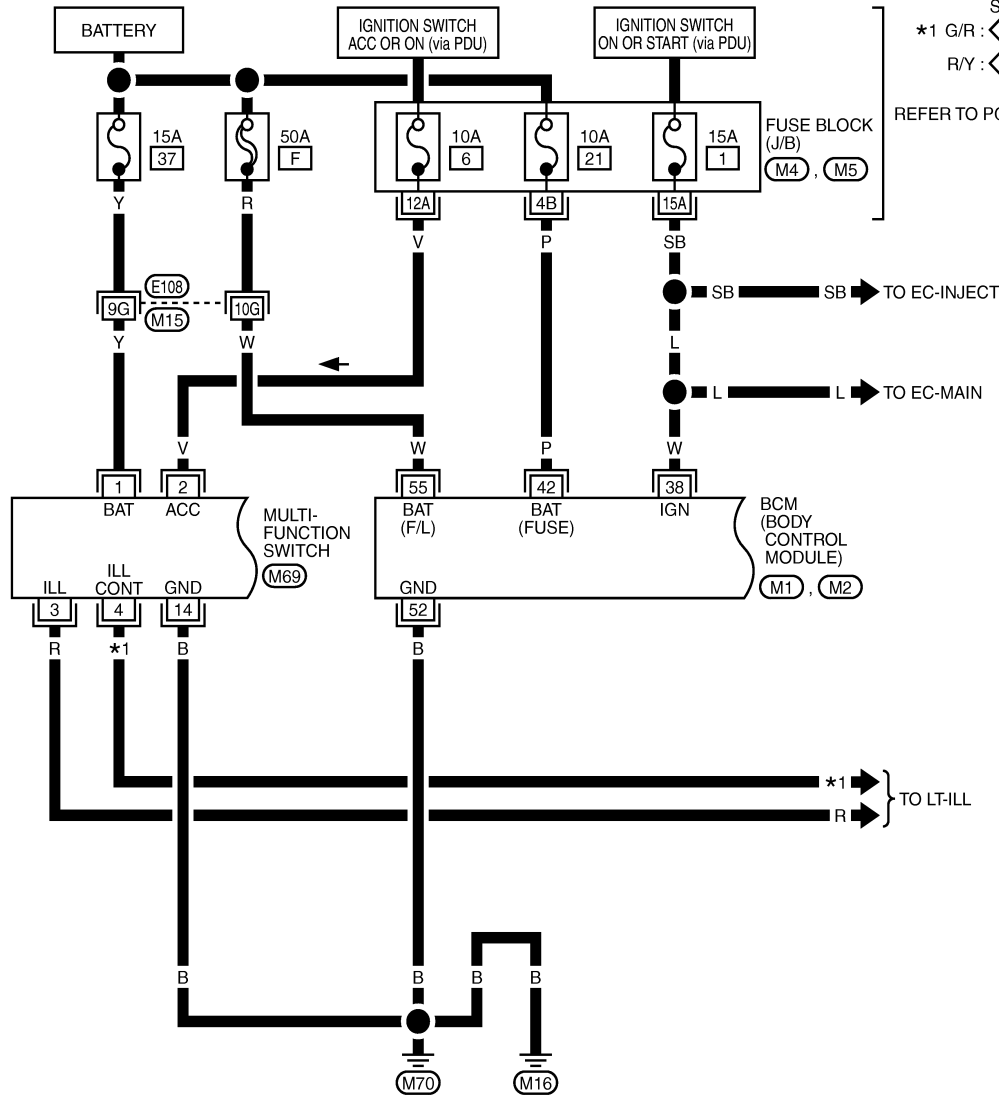 S
BATTERY
IGNITION SWITCH
ACC OR ON (via PDU)
IGNITION SWITCH
ON OR START (via PDU)
*1 G/R :
R/Y :
REFER TO PO
15A
37
50A
F
10A
6
10A
21
15A
1
FUSE BLOCK
(J/B)
M4 , M5
12A
4B
15A
Y
R
V
P
SB
E108
9G
M15
10G
SB
SB
TO EC-INJECT
Y
W
L
L
L
TO EC-MAIN
V
W
P
W
1
2
55
42
38
BAT
ACC
BAT
(F/L)
BAT
(FUSE)
IGN
MULTI-
FUNCTION
SWITCH
M69
BCM
(BODY
CONTROL
MODULE)
M1 , M2
ILL
ILL
CONT
GND
GND
3
4
14
52
R
*1
B
B
*1
R
TO LT-ILL
B
B
B
B
M70
M16